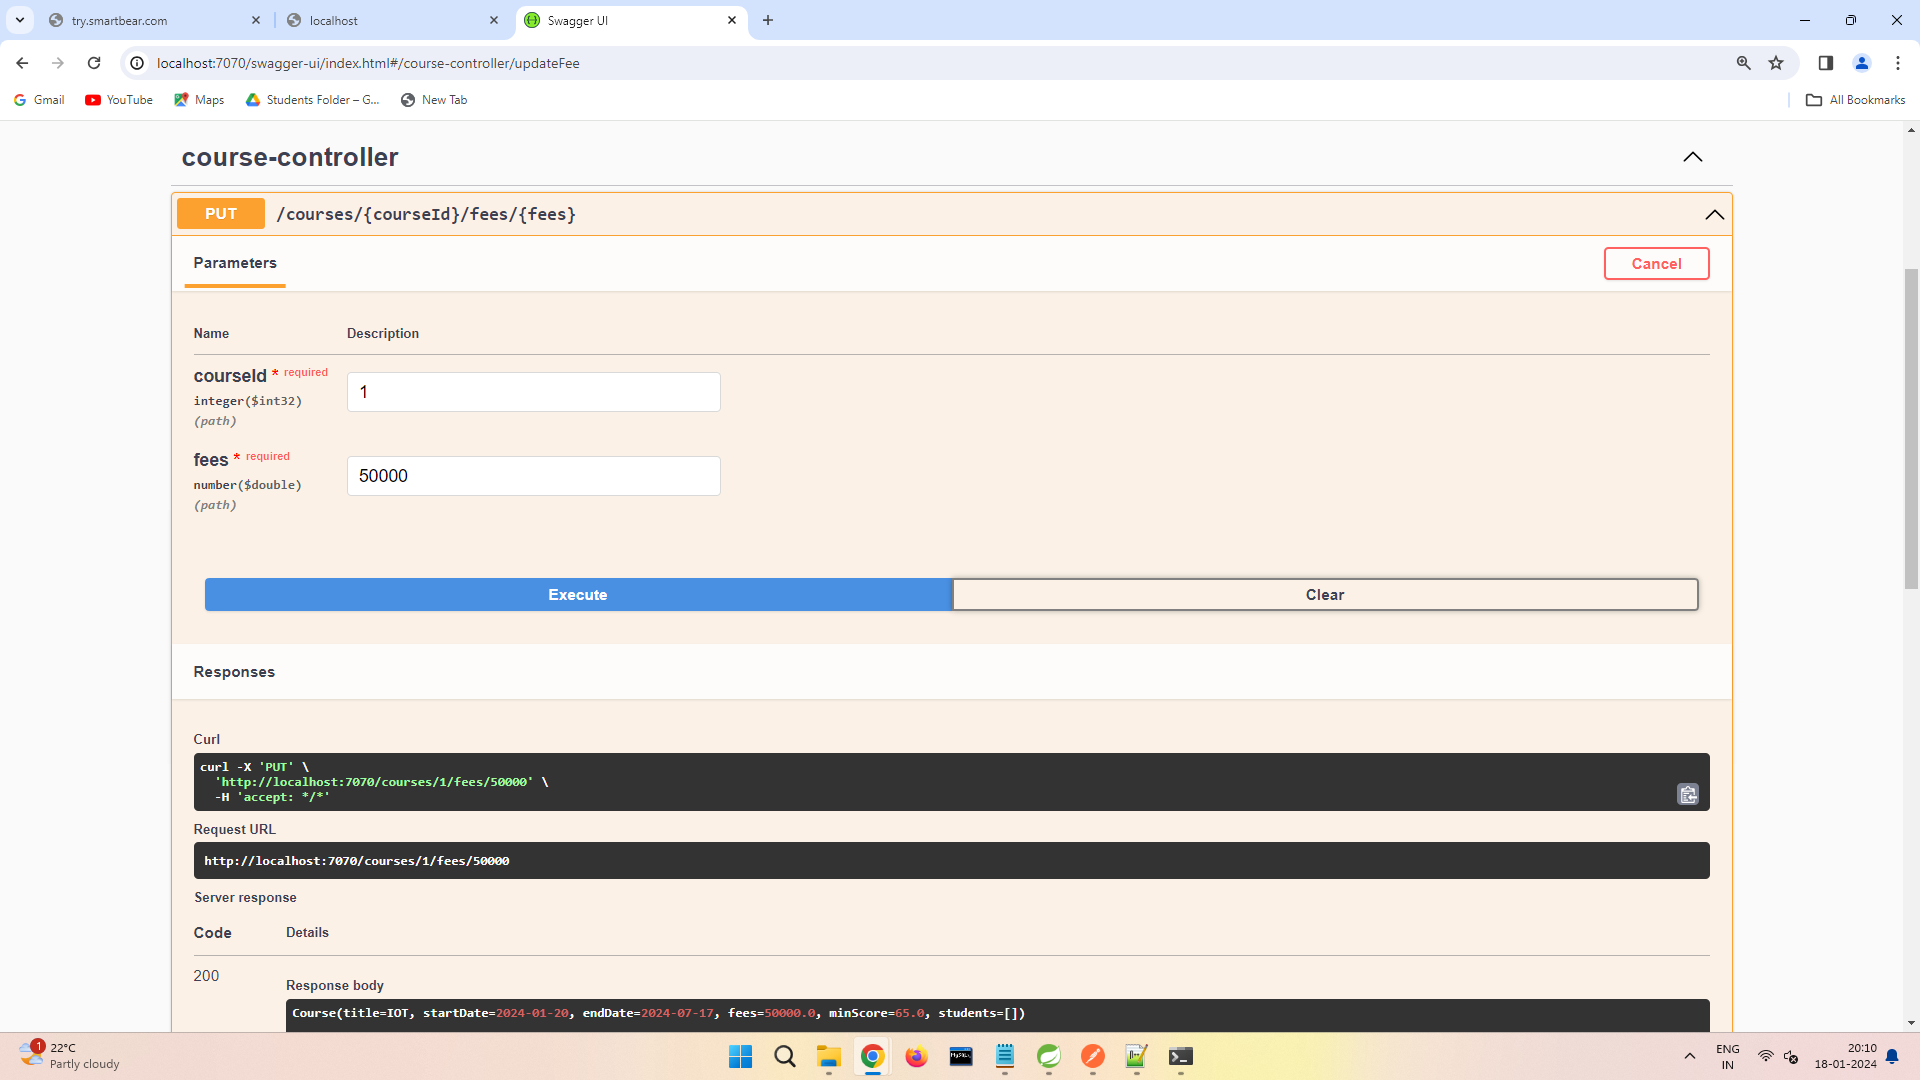 try.smartbear.com
localhost
Swagger UI
localhost:7070/swagger-ui/index.html#/course-controller/updateFee
Gmail
YouTube
Maps
Students Folder – G...
New Tab
All Bookmarks
course-controller
PUT /courses/{courseId}/fees/{fees}
Parameters
Cancel
Name Description
courseId * required
integer($int32)
(path)
1
fees * required
number($double)
(path)
50000
Execute
Clear
Responses
Curl
curl -X 'PUT' \
'http://localhost:7070/courses/1/fees/50000' \
-H 'accept: */*'
Request URL
http://localhost:7070/courses/1/fees/50000
Server response
Code Details
200
Response body
Course(title=IOT, startDate=2024-01-20, endDate=2024-07-17, fees=50000.0, minScore=65.0, students=[])
1
22°C
Partly cloudy
MySQL
ENG
IN
20:10
18-01-2024